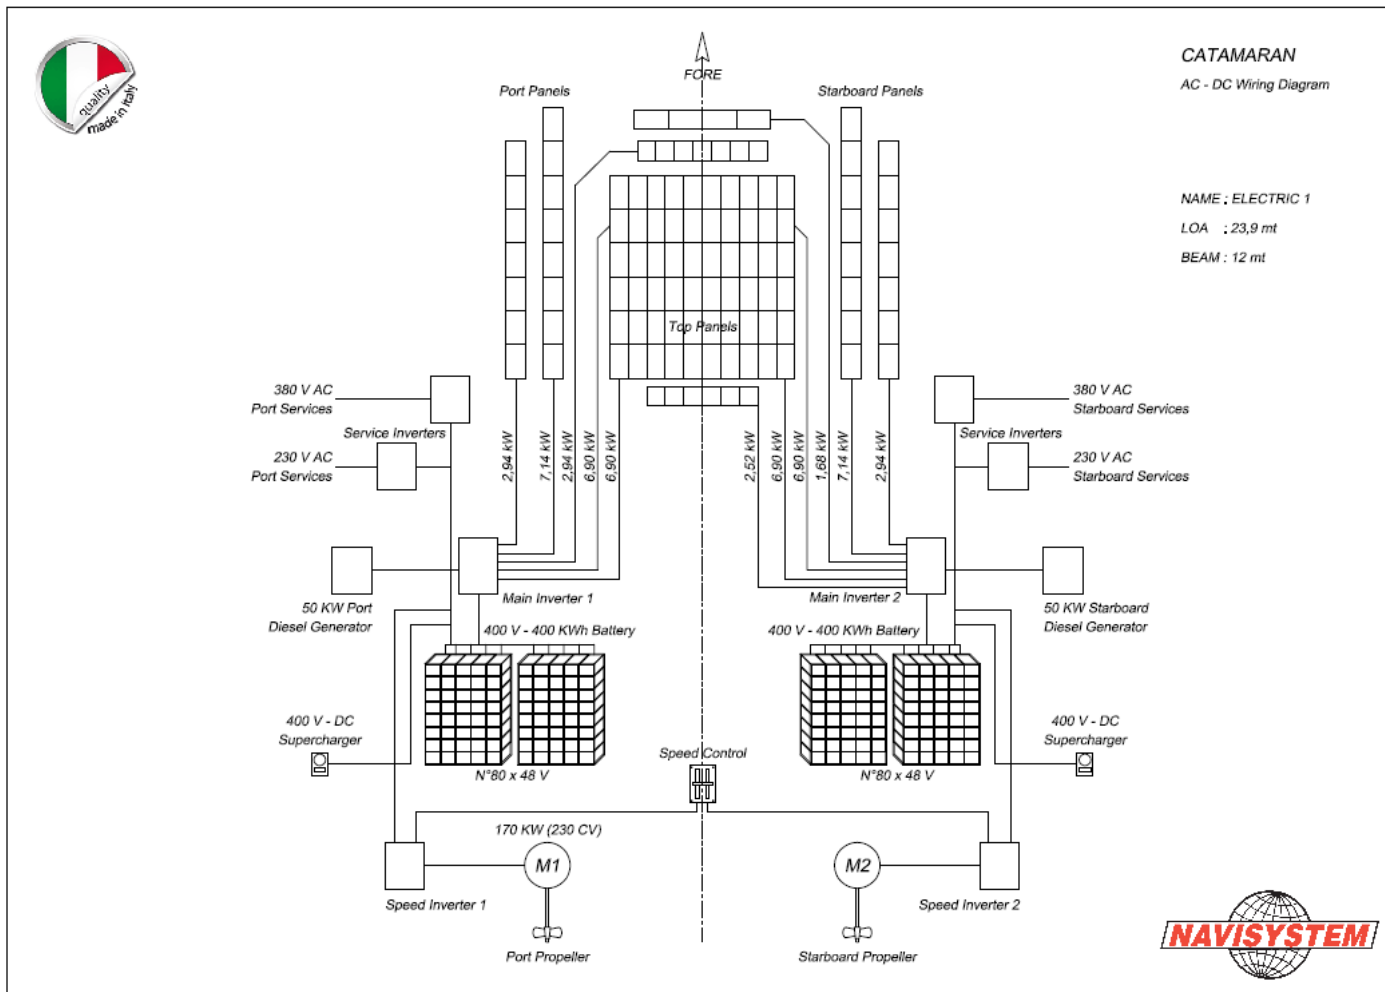 quality
made in italy
FORE
Port Panels
Starboard Panels
CATAMARAN
AC - DC Wiring Diagram
NAME : ELECTRIC 1
LOA : 23,9 mt
BEAM : 12 mt
Top Panels
380 V AC
Port Services
Service Inverters
230 V AC
Port Services
2,94 kW
7,14 kW
2,94 kW
6,90 kW
6,90 kW
2,52 kW
6,90 kW
6,90 kW
1,68 kW
7,14 kW
2,94 kW
380 V AC
Starboard Services
Service Inverters
230 V AC
Starboard Services
Main Inverter 1
Main Inverter 2
50 KW Port
Diesel Generator
50 KW Starboard
Diesel Generator
400 V - 400 KWh Battery
400 V - 400 KWh Battery
400 V - DC
Supercharger
400 V - DC
Supercharger
N°80 x 48 V
N°80 x 48 V
Speed Control
170 KW (230 CV)
M1
M2
Speed Inverter 1
Speed Inverter 2
Port Propeller
Starboard Propeller
NAVISYSTEM